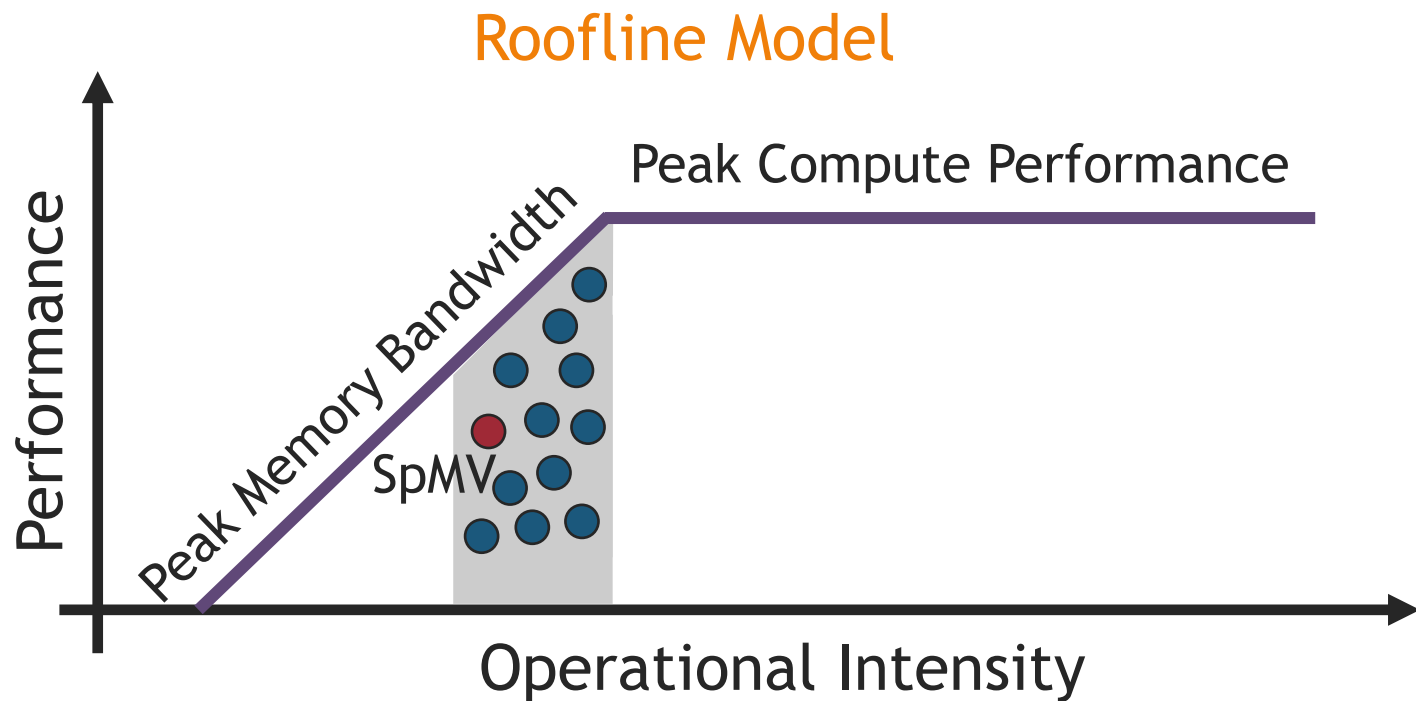 Roofline Model
Peak Compute Performance
Peak Memory Bandwidth
Performance
SpMV
Operational Intensity